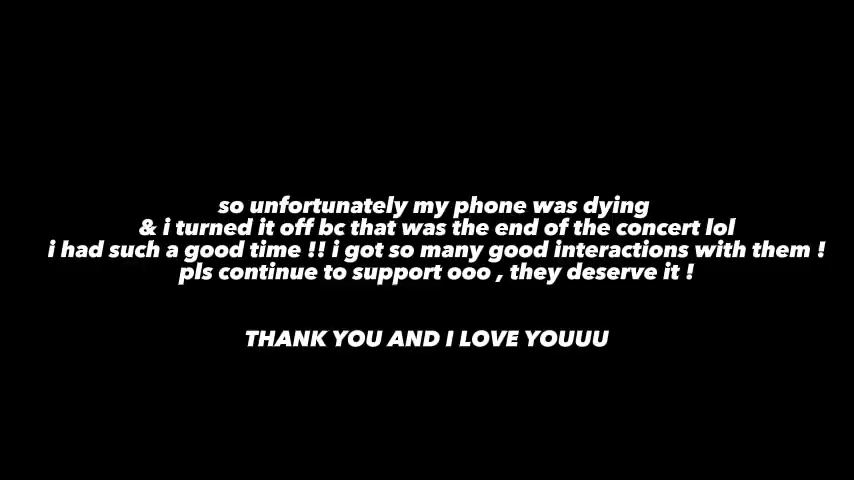 so unfortunately my phone was dying
& i turned it off bc that was the end of the concert lol
i had such a good time !! i got so many good interactions with them !
pls continue to support ooo , they deserve it !
THANK YOU AND I LOVE YOUUU